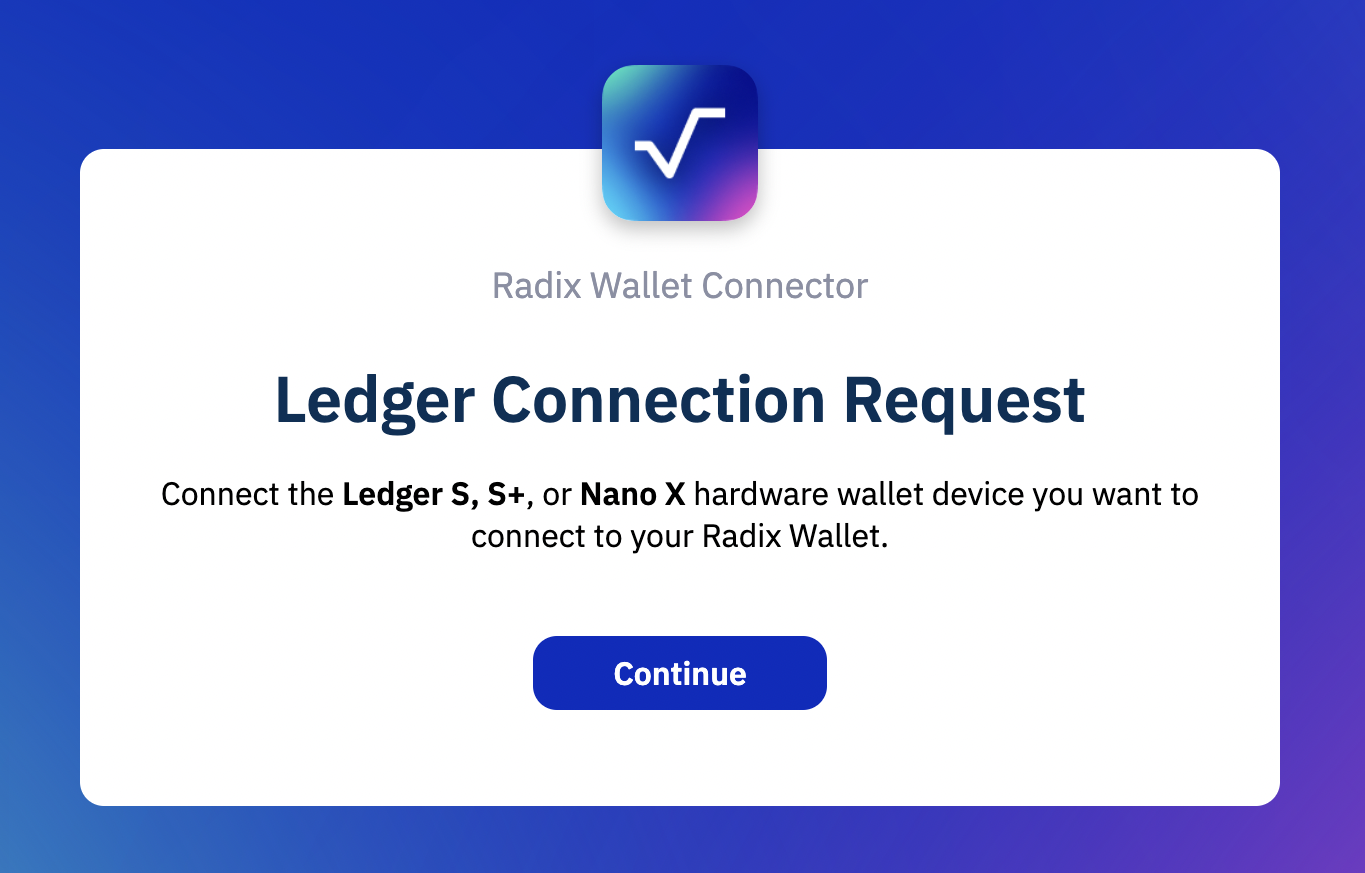 Radix Wallet Connector
Ledger Connection Request
Connect the Ledger S, S+, or Nano X hardware wallet device you want to
connect to your Radix Wallet.
Continue